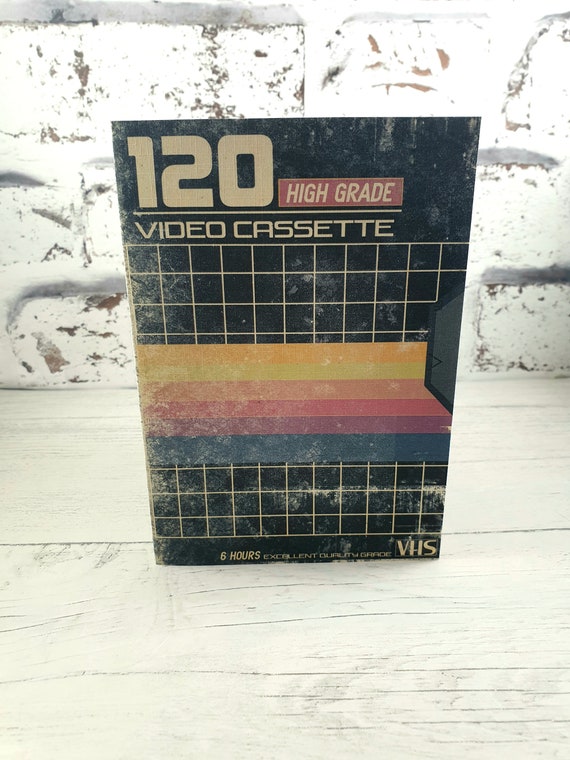 120
HIGH GRADE
VIDEO CASSETTE
6 HOURS EXCELLENT QUALITY GRADE VHS